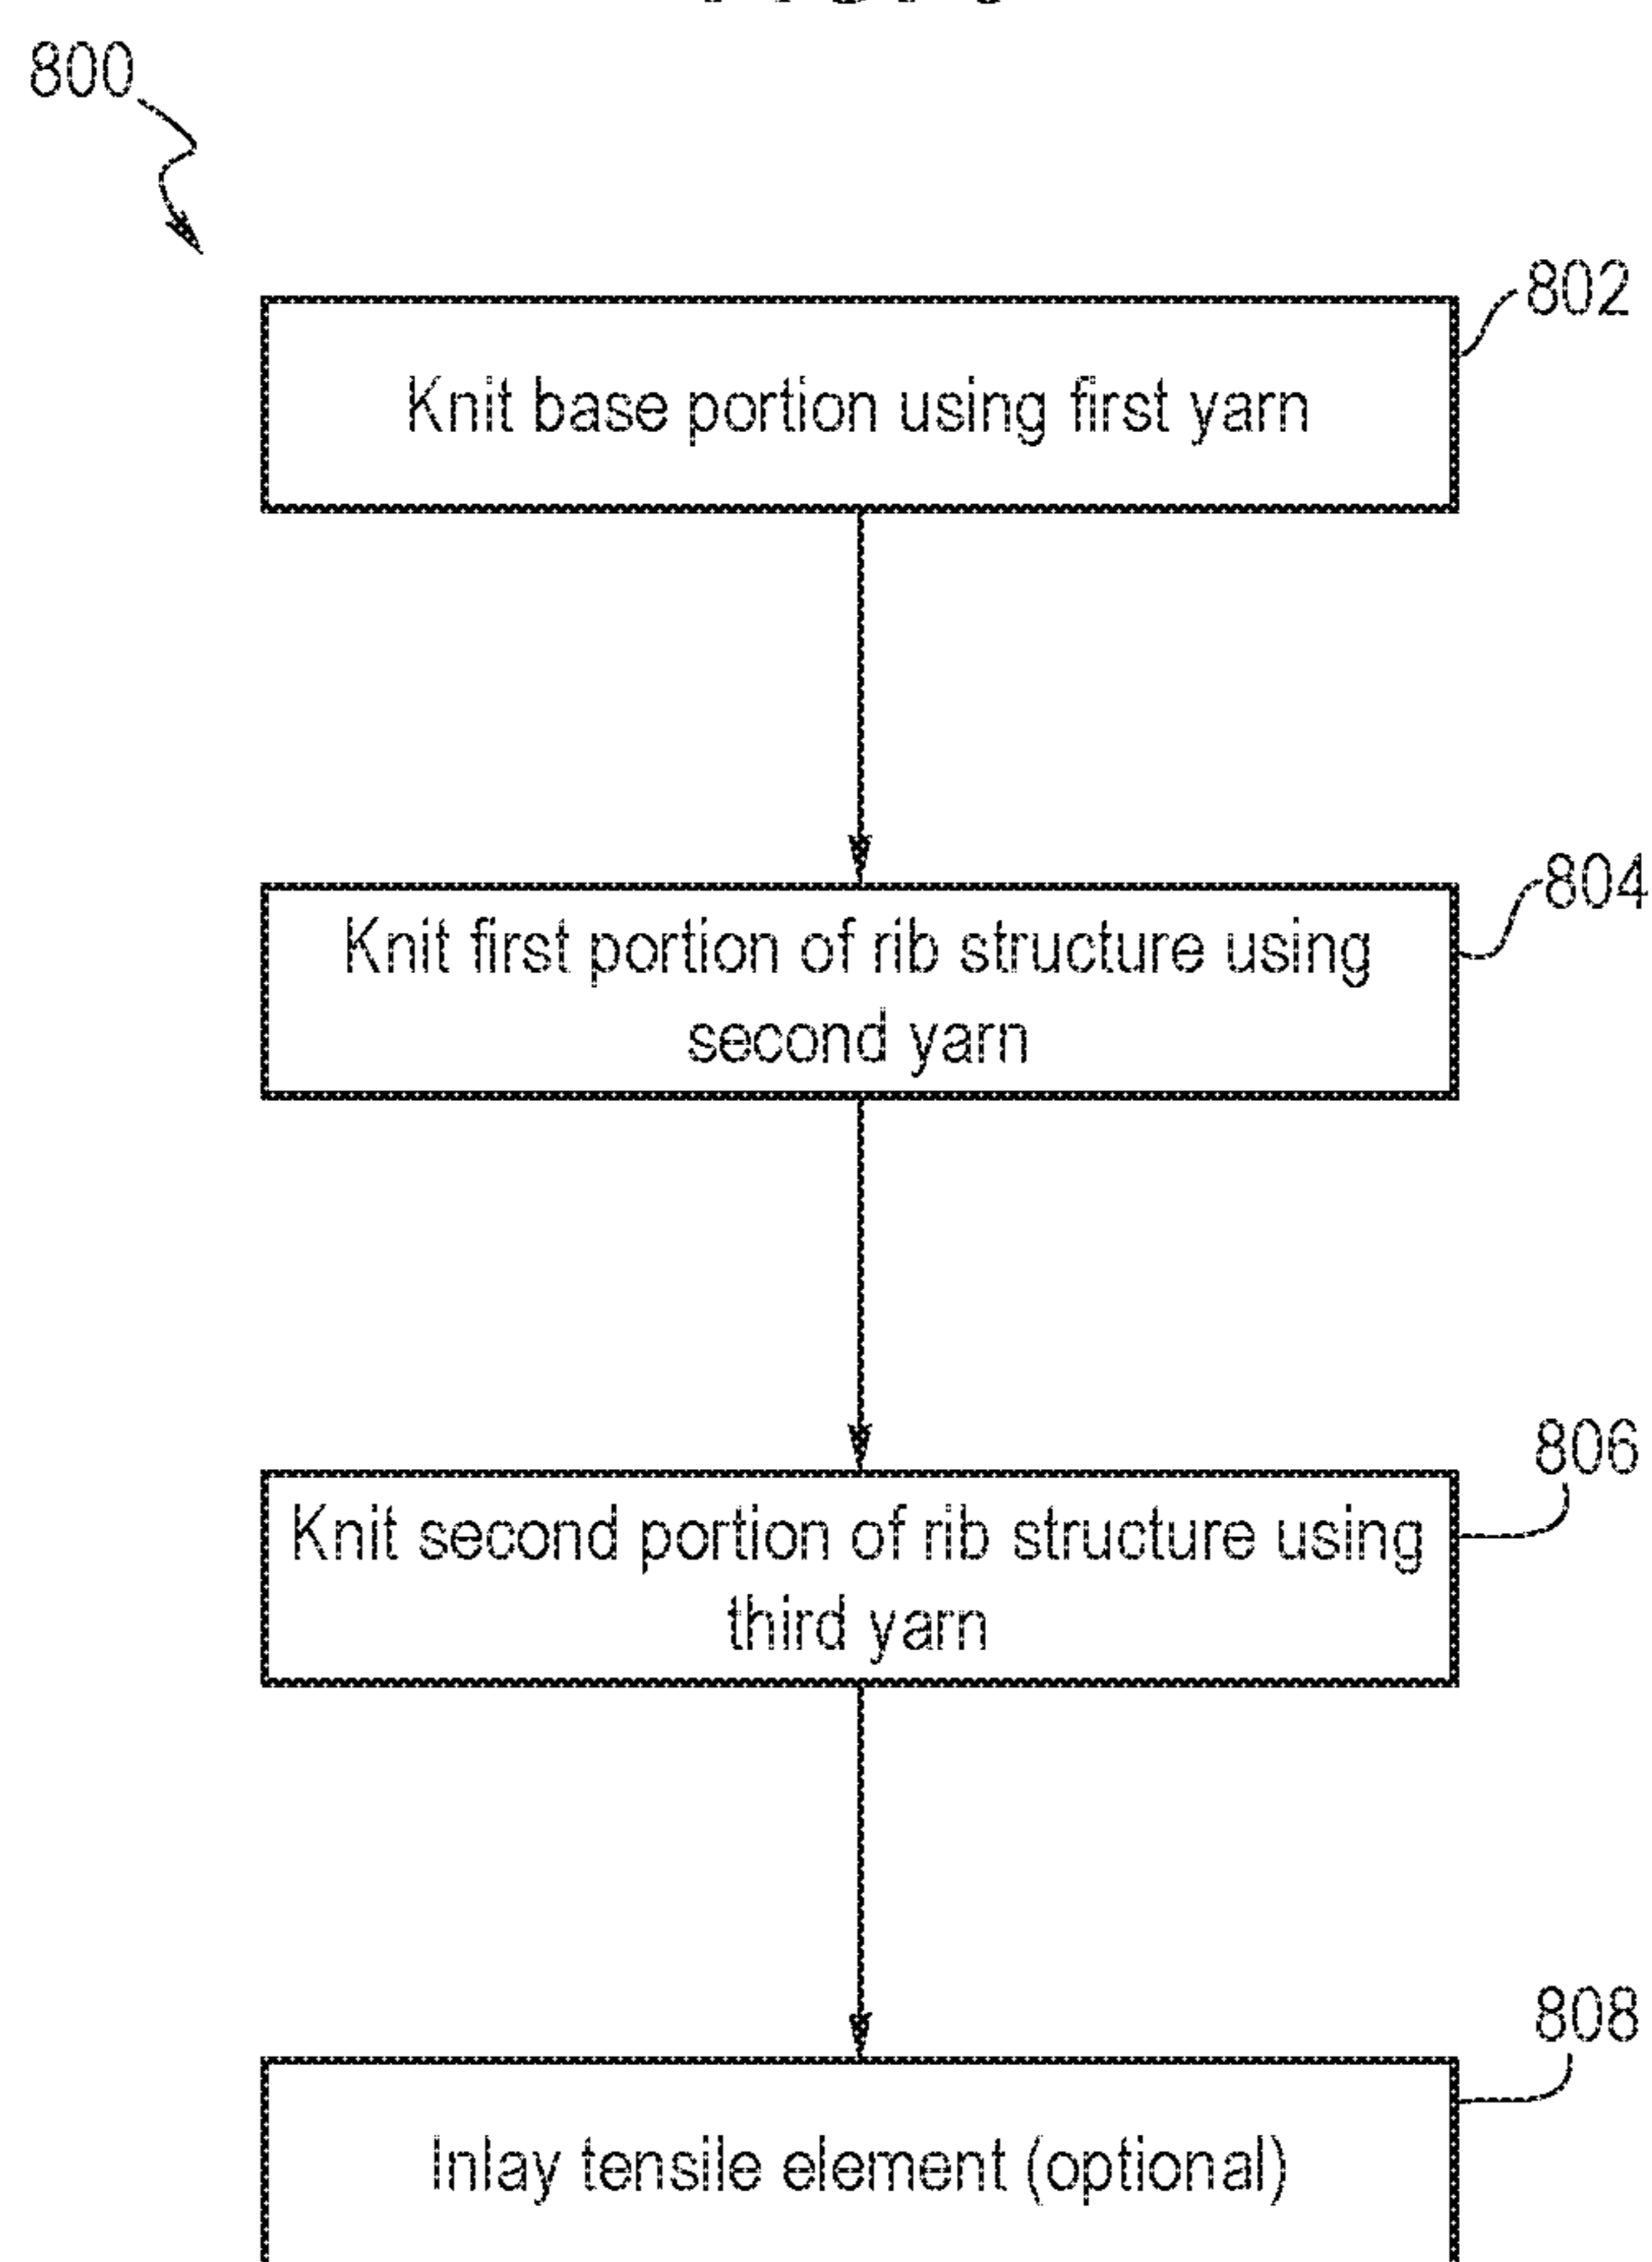 800
802
Knit base portion using first yarn
804
Knit first portion of rib structure using
second yarn
806
Knit second portion of rib structure using
third yarn
808
Inlay tensile element (optional)